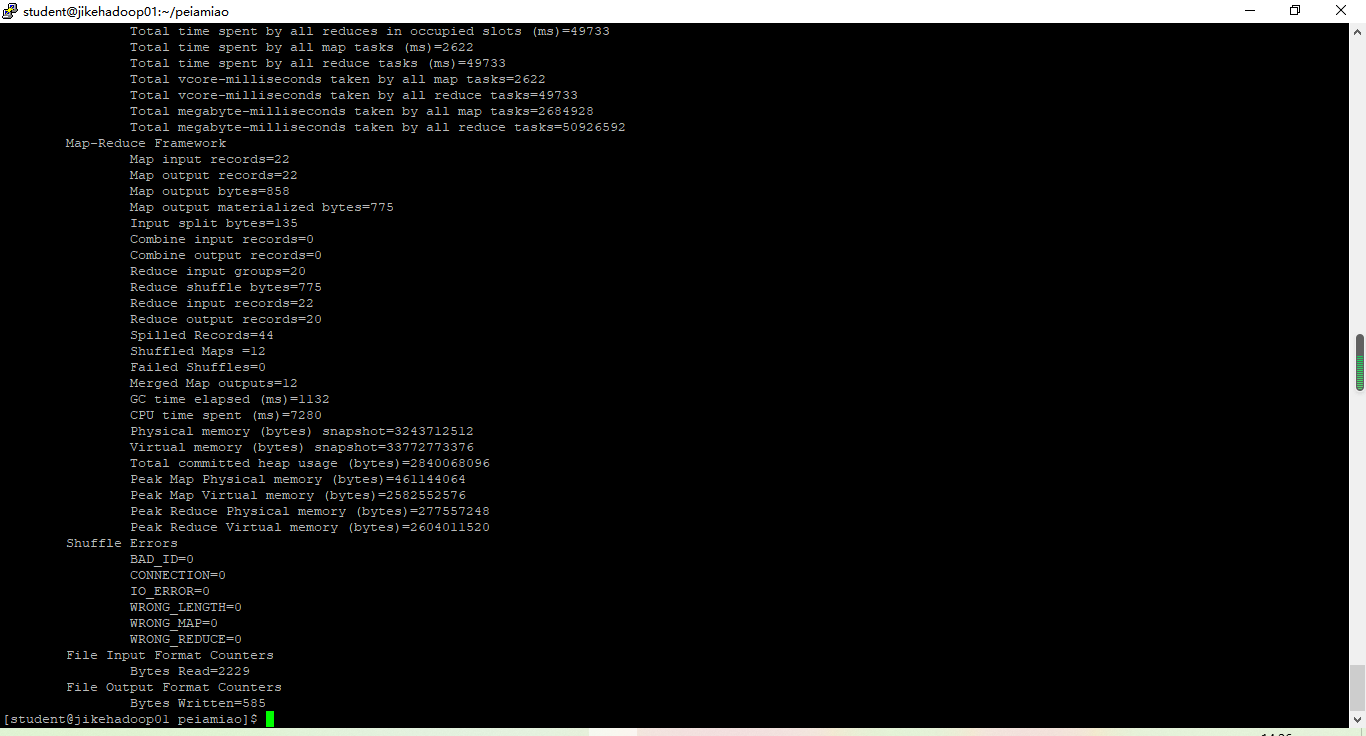 student@jikehadoop01:~/peiamiao
Total time spent by all reduces in occupied slots (ms)=49733
Total time spent by all map tasks (ms)=2622
Total time spent by all reduce tasks (ms)=49733
Total vcore-milliseconds taken by all map tasks=2622
Total vcore-milliseconds taken by all reduce tasks=49733
Total megabyte-milliseconds taken by all map tasks=2684928
Total megabyte-milliseconds taken by all reduce tasks=50926592
Map-Reduce Framework
Map input records=22
Map output records=22
Map output bytes=858
Map output materialized bytes=775
Input split bytes=135
Combine input records=0
Combine output records=0
Reduce input groups=20
Reduce shuffle bytes=775
Reduce input records=22
Reduce output records=20
Spilled Records=44
Shuffled Maps =12
Failed Shuffles=0
Merged Map outputs=12
GC time elapsed (ms)=1132
CPU time spent (ms)=7280
Physical memory (bytes) snapshot=3243712512
Virtual memory (bytes) snapshot=33772773376
Total committed heap usage (bytes)=2840068096
Peak Map Physical memory (bytes)=461144064
Peak Map Virtual memory (bytes)=2582552576
Peak Reduce Physical memory (bytes)=277557248
Peak Reduce Virtual memory (bytes)=2604011520
Shuffle Errors
BAD_ID=0
CONNECTION=0
IO_ERROR=0
WRONG_LENGTH=0
WRONG_MAP=0
WRONG_REDUCE=0
File Input Format Counters
Bytes Read=2229
File Output Format Counters
Bytes Written=585
[student@jikehadoop01 peiamiao]$